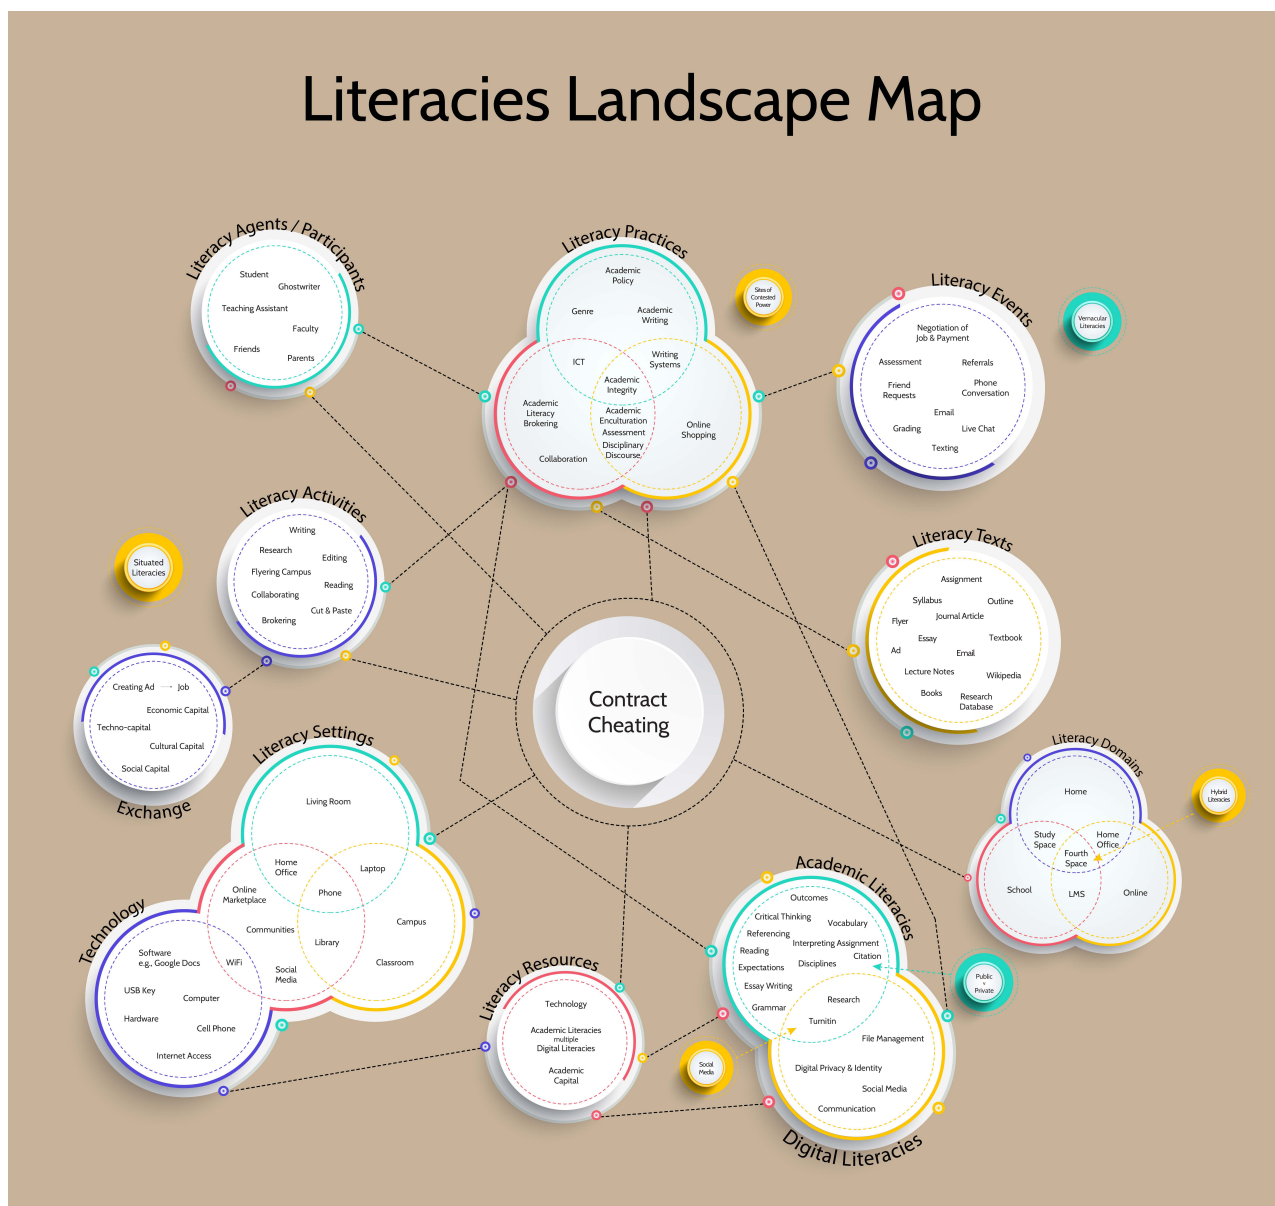 Literacies Landscape Map
Literacy Agents / Participants
Student
Ghostwriter
Teaching Assistant
Faculty
Friends
Parents
Literacy Practices
Academic
Policy
Genre
Academic
Writing
ICT
Writing
Systems
Academic
Integrity
Academic
Literacy
Brokering
Academic
Enculturation
Assessment
Disciplinary
Discourse
Online
Shopping
Collaboration
Sites of
Contested
Power
Literacy Events
Negotiation of
Job & Payment
Assessment
Referrals
Friend
Requests
Phone
Conversation
Email
Grading
Live Chat
Texting
Vernacular
Literacies
Literacy Activities
Writing
Research
Editing
Flyering Campus
Reading
Collaborating
Cut & Paste
Brokering
Situated
Literacies
Literacy Texts
Assignment
Syllabus
Outline
Journal Article
Flyer
Essay
Textbook
Ad
Email
Lecture Notes
Wikipedia
Books
Research
Database
Creating Ad
Job
Economic Capital
Techno-capital
Cultural Capital
Social Capital
Exchange
Contract
Cheating
Literacy Settings
Living Room
Home
Office
Laptop
Online
Marketplace
Phone
Campus
Communities
Library
WiFi
Social
Media
Classroom
Technology
Software
e.g., Google Docs
USB Key
Computer
Hardware
Cell Phone
Internet Access
Literacy Domains
Home
Study
Space
Home
Office
Fourth
Space
School
LMS
Online
Hybrid
Literacies
Literacy Resources
Technology
Academic Literacies
multiple
Digital Literacies
Academic
Capital
Academic Literacies
Outcomes
Critical Thinking
Vocabulary
Referencing
Interpreting Assignment
Reading
Citation
Expectations
Disciplines
Essay Writing
Research
Grammar
Turnitin
File Management
Digital Privacy & Identity
Social Media
Communication
Digital Literacies
Public
v
Private
Social
Media